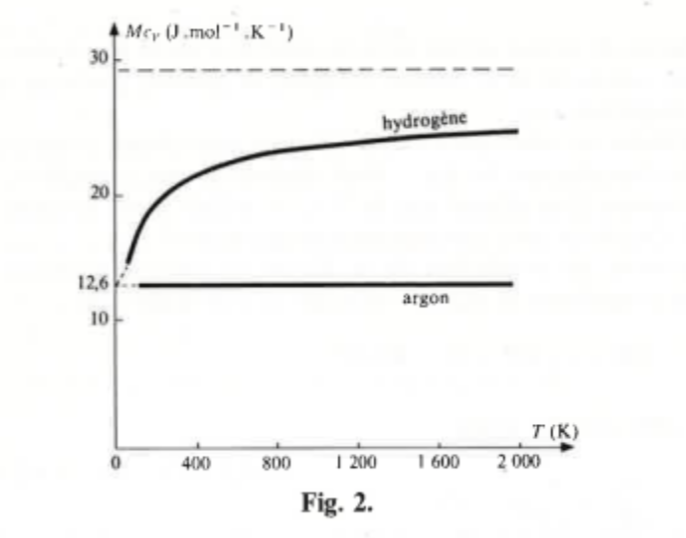 Mc_V (J.mol⁻¹.K⁻¹)
30
hydrogène
20
12,6
argon
10
T (K)
0 400 800 1 200 1 600 2 000
Fig. 2.